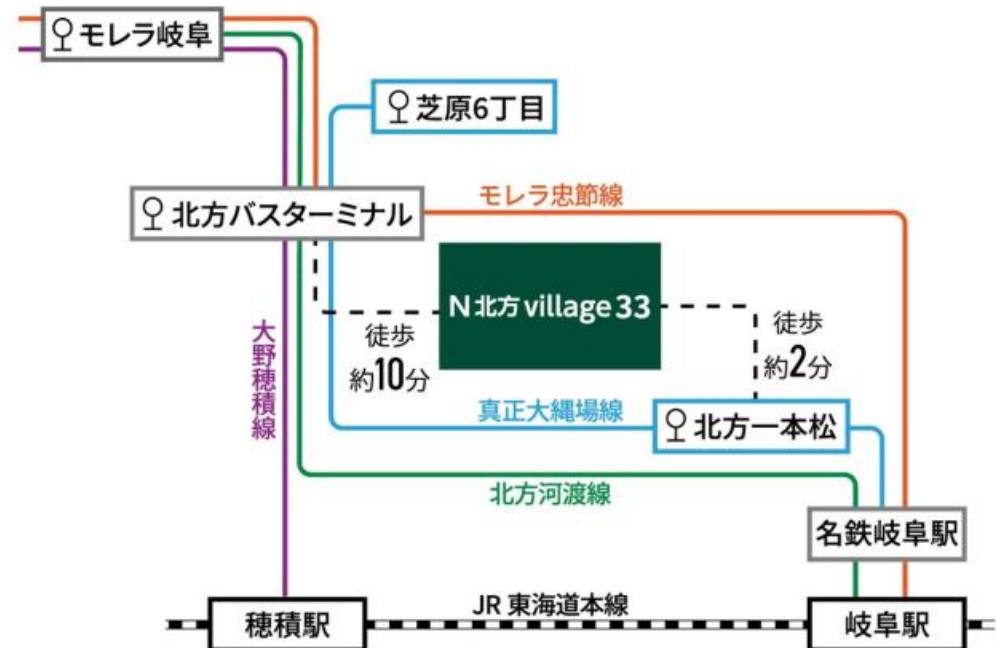 モレラ岐阜
芝原6丁目
モレラ忠節線
北方バスターミナル
N北方village33
徒歩
約10分
徒歩
約2分
大野穂積線
真正大縄場線
北方一本松
北方河渡線
名鉄岐阜駅
JR東海道本線
穂積駅
岐阜駅